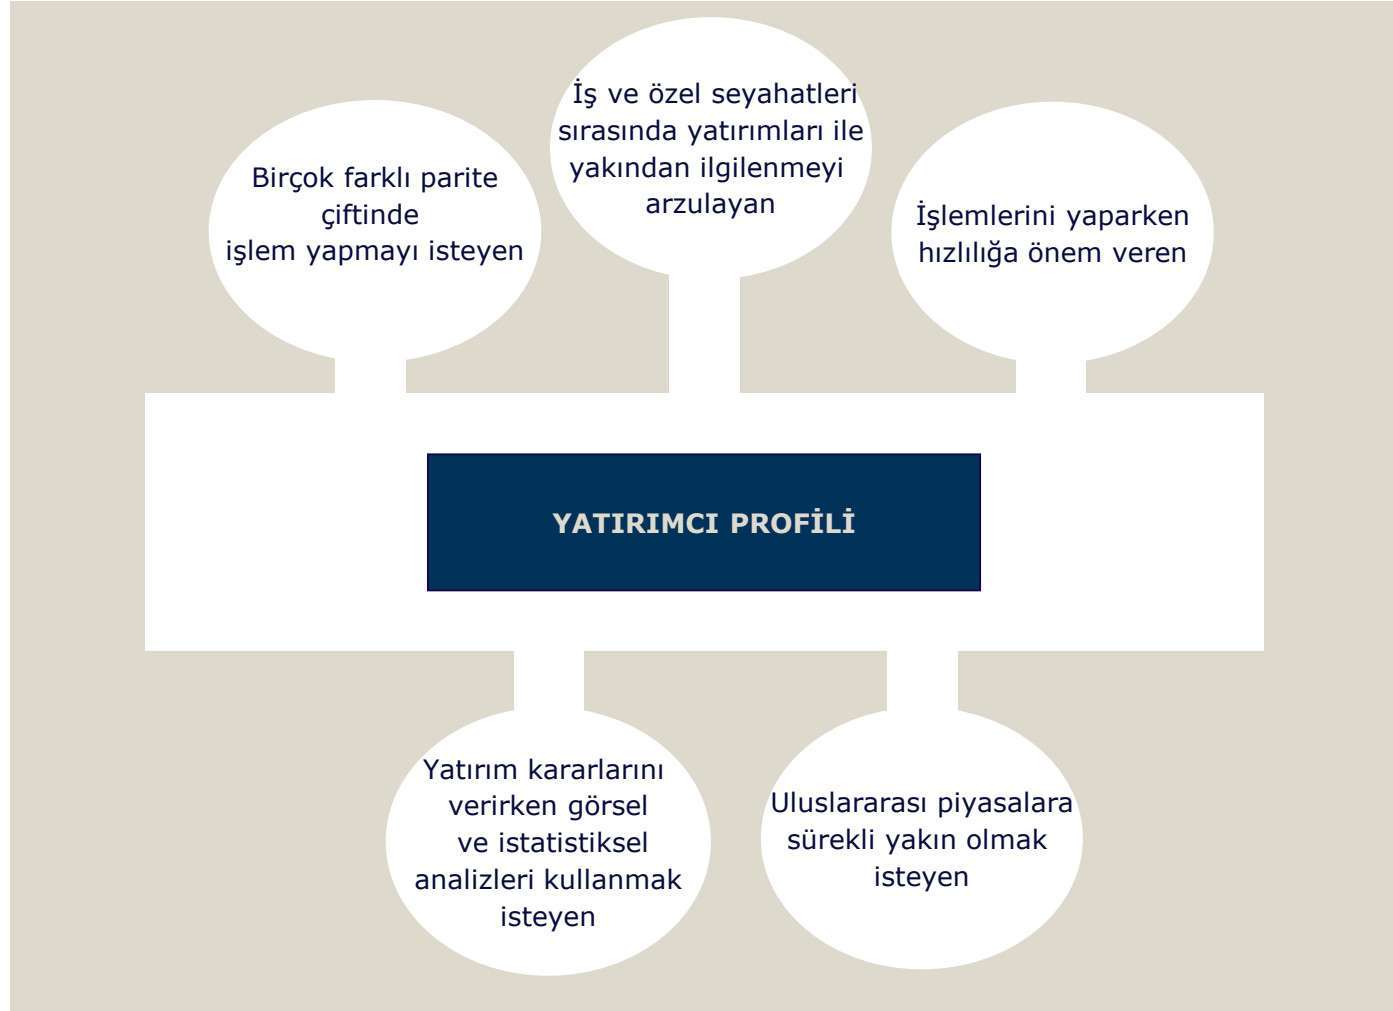 Birçok farklı parite
çiftinde
işlem yapmayı isteyen
İş ve özel seyahatleri
sırasında yatırımları ile
yakından ilgilenmeyi
arzulayan
İşlemlerini yaparken
hızlılığa önem veren
YATIRIMCI PROFİLİ
Yatırım kararlarını
verirken görsel
ve istatistiksel
analizleri kullanmak
isteyen
Uluslararası piyasalara
sürekli yakın olmak
isteyen